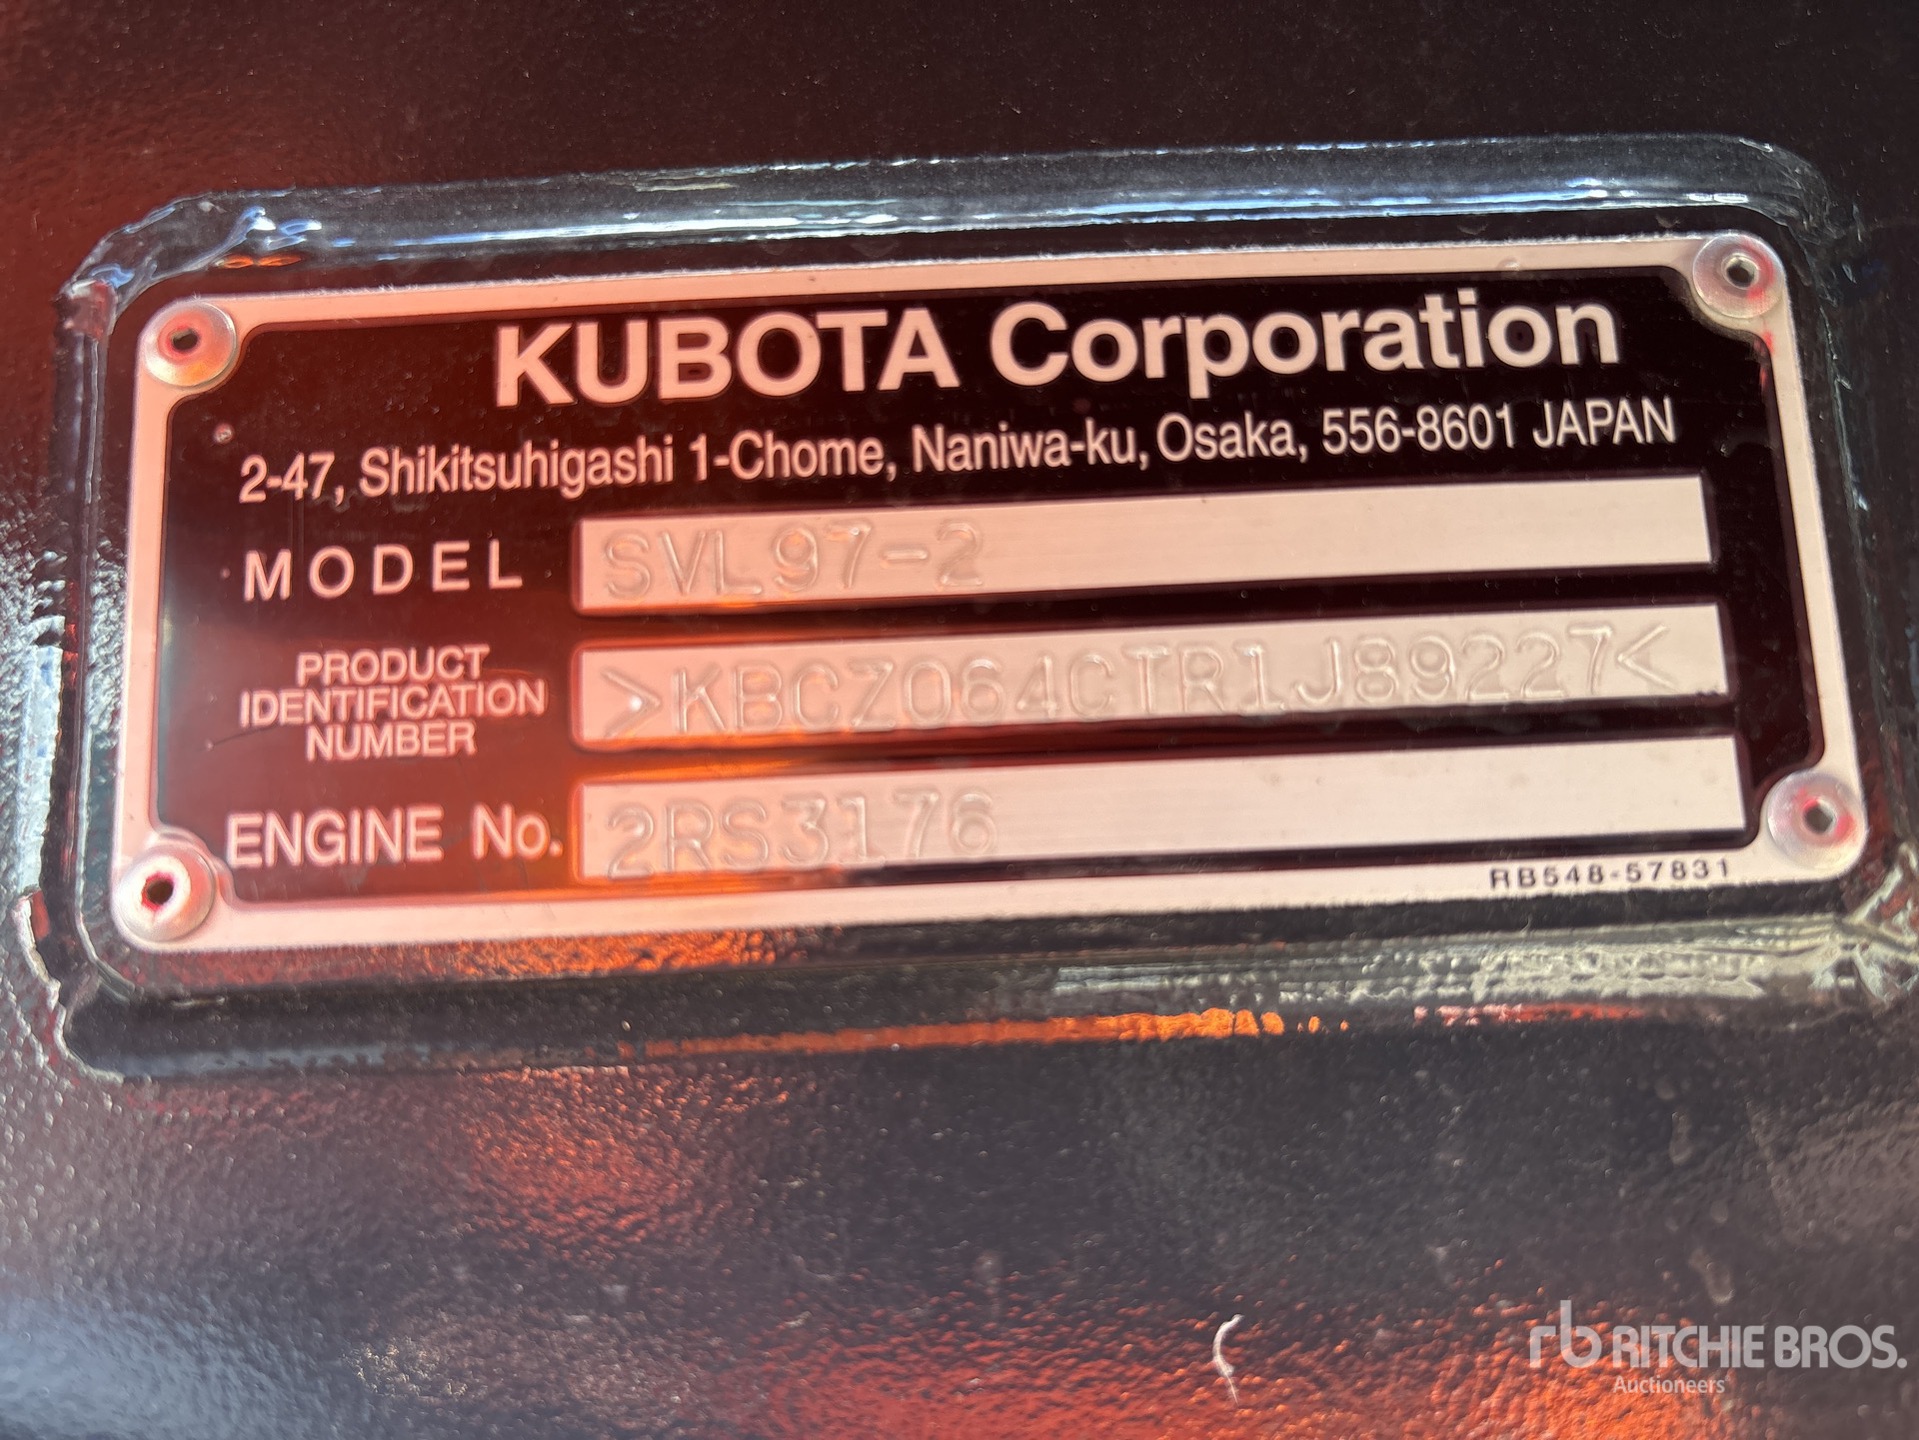 KUBOTA Corporation
2-47, Shikitsuhigashi 1-Chome, Naniwa-ku, Osaka, 556-8601 JAPAN
MODEL SVL97-2
PRODUCT
IDENTIFICATION
NUMBER
>KBCZ064CTR1J89227<
ENGINE No. 2RS3176
RB548-57831
rb RITCHIE BROS.
Auctioneers